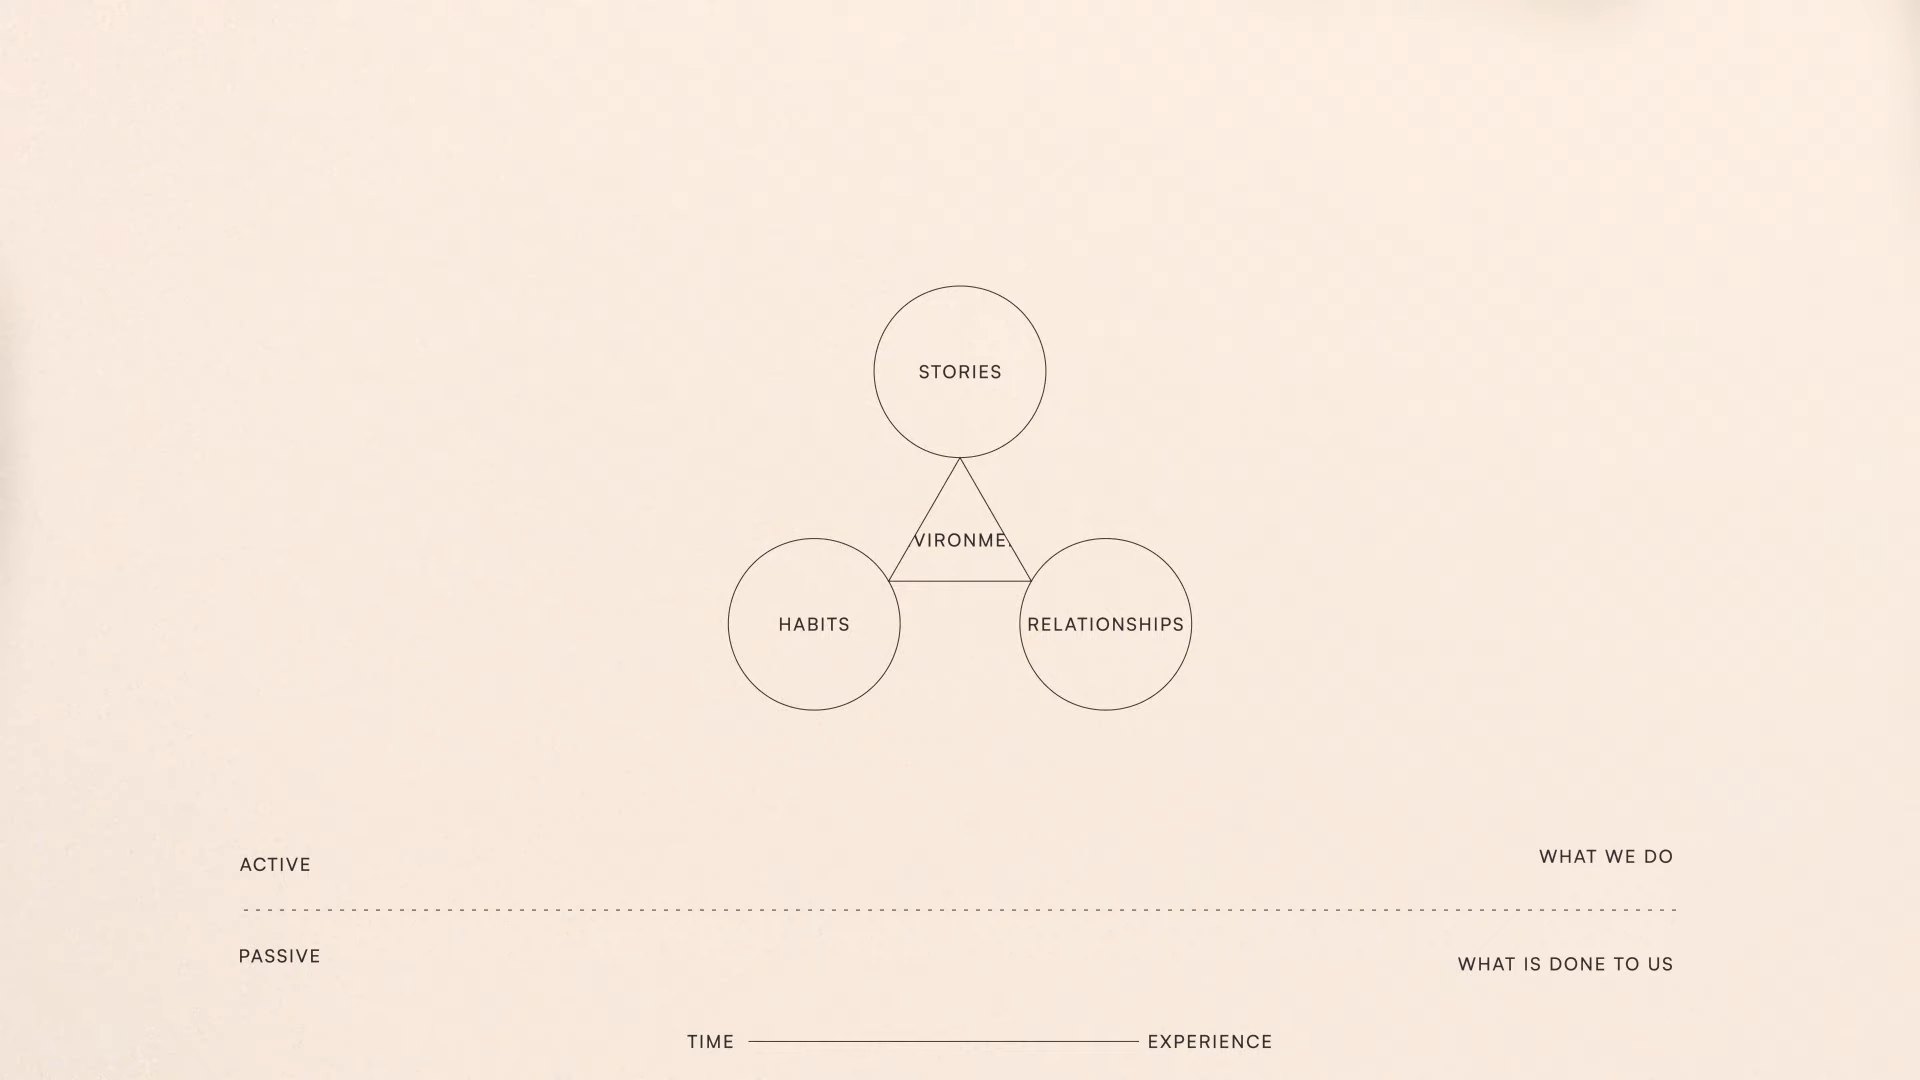 STORIES
VIRONME
HABITS
RELATIONSHIPS
ACTIVE
WHAT WE DO
PASSIVE
WHAT IS DONE TO US
TIME
EXPERIENCE